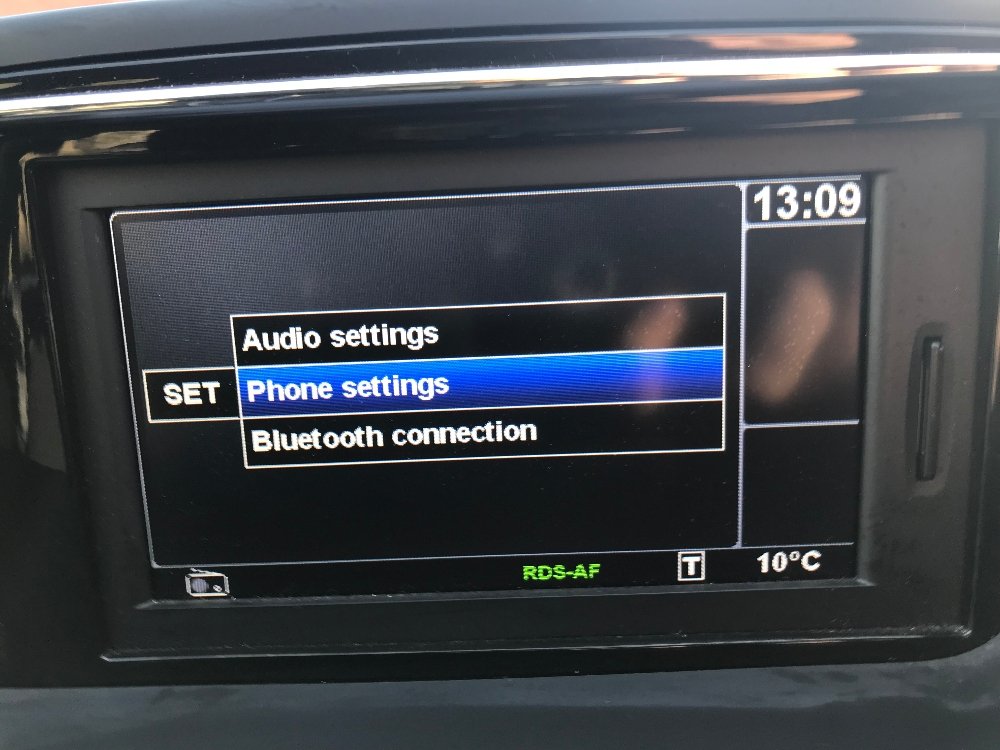 13:09
Audio settings
SET
Phone settings
Bluetooth connection
RDS-AF
T
10°C